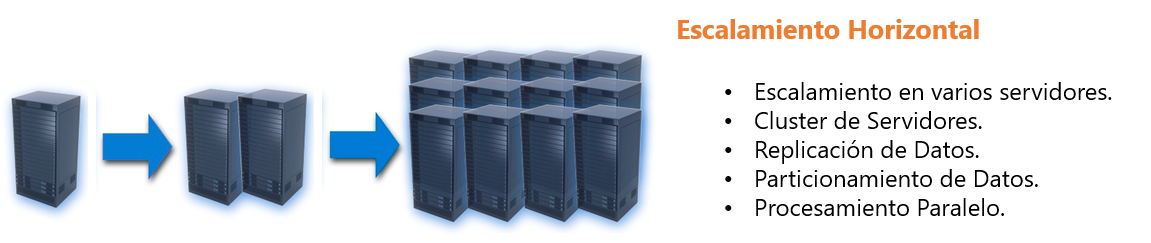 Escalamiento Horizontal
• Escalamiento en varios servidores.
• Cluster de Servidores.
• Replicación de Datos.
• Particionamiento de Datos.
• Procesamiento Paralelo.